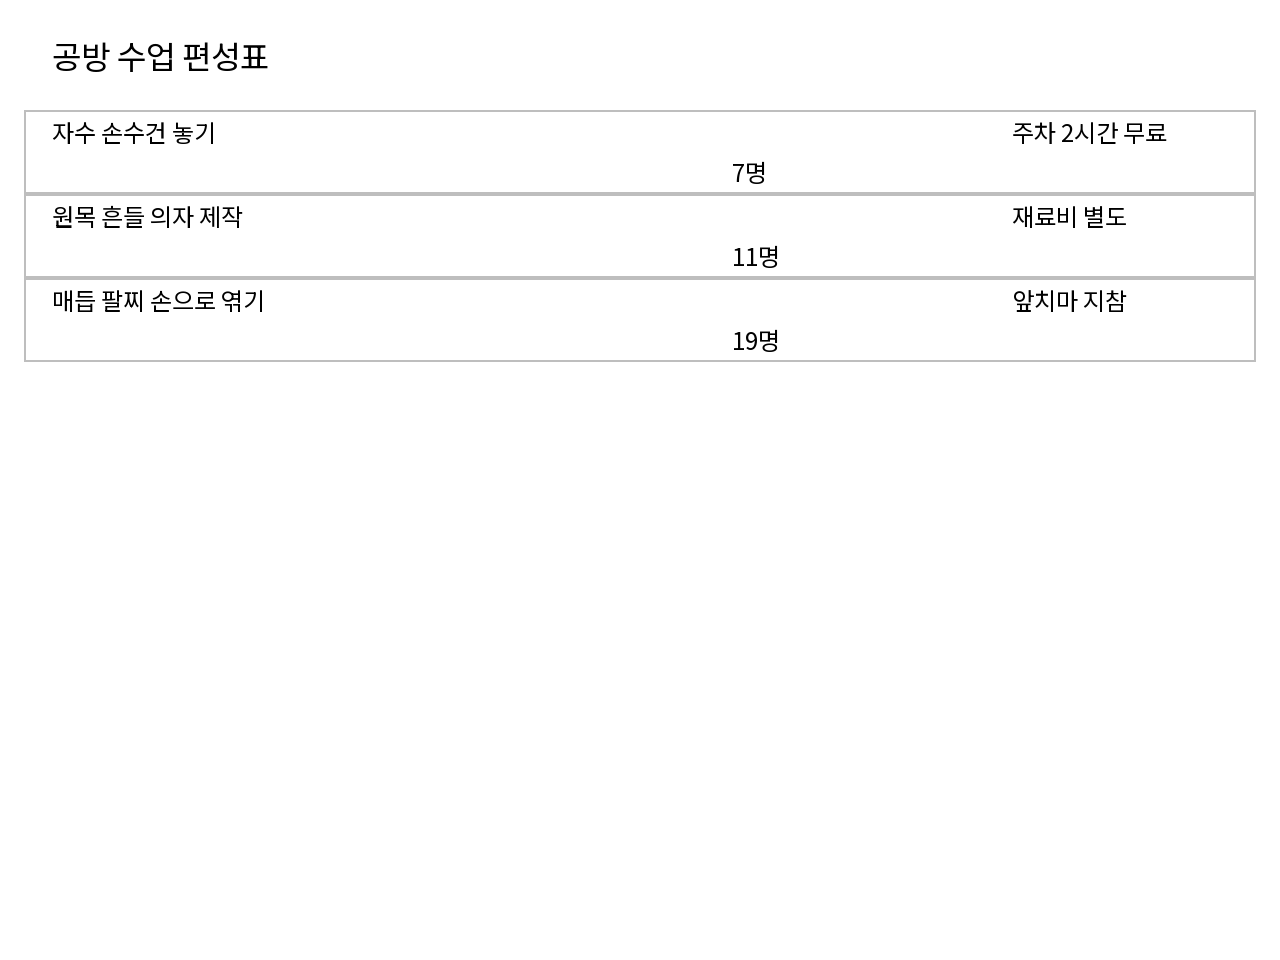 공방 수업 편성표
자수 손수건 놓기 주차 2시간 무료
7명
원목 흔들 의자 제작 재료비 별도
11명
매듭 팔찌 손으로 엮기 앞치마 지참
19명